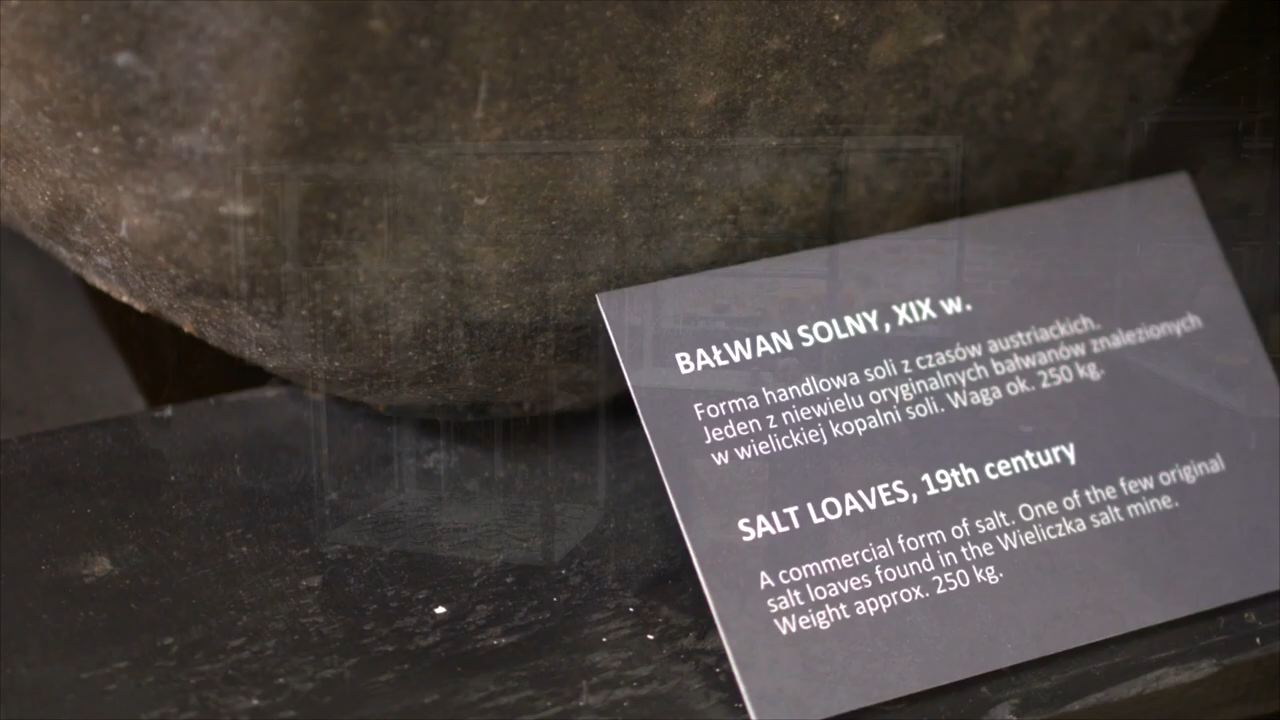 BAŁWAN SOLNY, XIX w.
Forma handlowa soli z czasów austriackich.
Jeden z niewielu oryginalnych bałwanów znalezionych
w wielickiej kopalni soli. Waga ok. 250 kg.
SALT LOAVES, 19th century
A commercial form of salt. One of the few original
salt loaves found in the Wieliczka salt mine.
Weight approx. 250 kg.